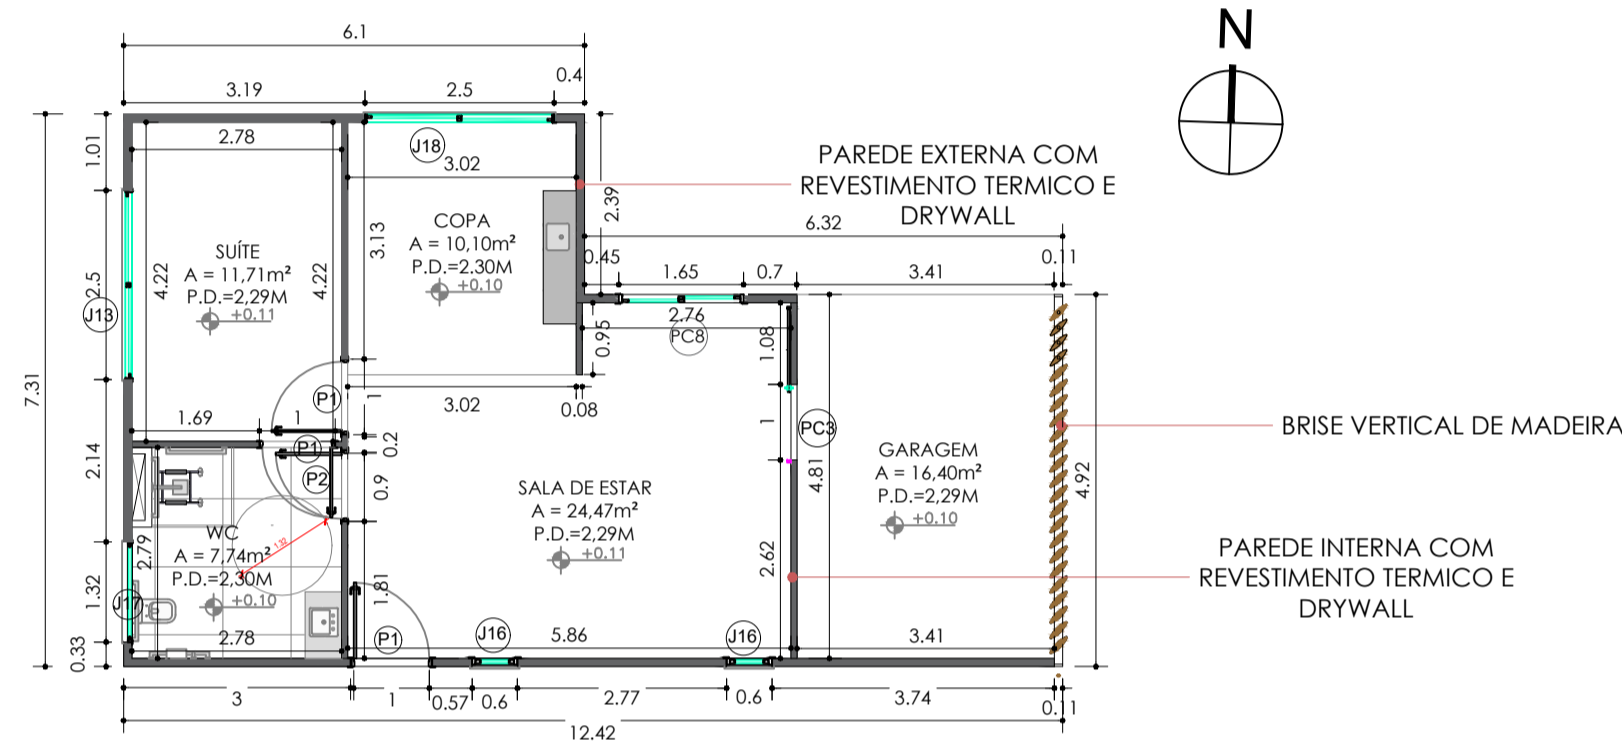 N
6.1
3.19
2.5
0.4
2.78
J18
3.02
PAREDE EXTERNA COM
REVESTIMENTO TERMICO E
DRYWALL
1.01
2.39
6.32
SUÍTE
A = 11,71m²
P.D.=2,29M
+0.11
4.22
4.22
3.13
COPA
A = 10,10m²
P.D.=2.30M
+0.10
0.45
1.65
0.7
3.41
0.11
2.5
J13
2.76
PC8
0.95
1.08
7.31
1.69
1
P1
1
3.02
0.08
1
PC3
BRISE VERTICAL DE MADEIRA
P1
0.2
P2
2.14
0.9
GARAGEM
A = 16,40m²
P.D.=2,29M
+0.10
4.81
4.92
SALA DE ESTAR
A = 24,47m²
P.D.=2,29M
+0.11
WC
A = 7,74m²
P.D.=2,30M
+0.10
2.79
1.32
2.62
PAREDE INTERNA COM
REVESTIMENTO TERMICO E
DRYWALL
1.32
J17
1.81
2.78
P1
J16
5.86
J16
3.41
0.33
3
1
0.57
0.6
2.77
0.6
3.74
0.11
12.42